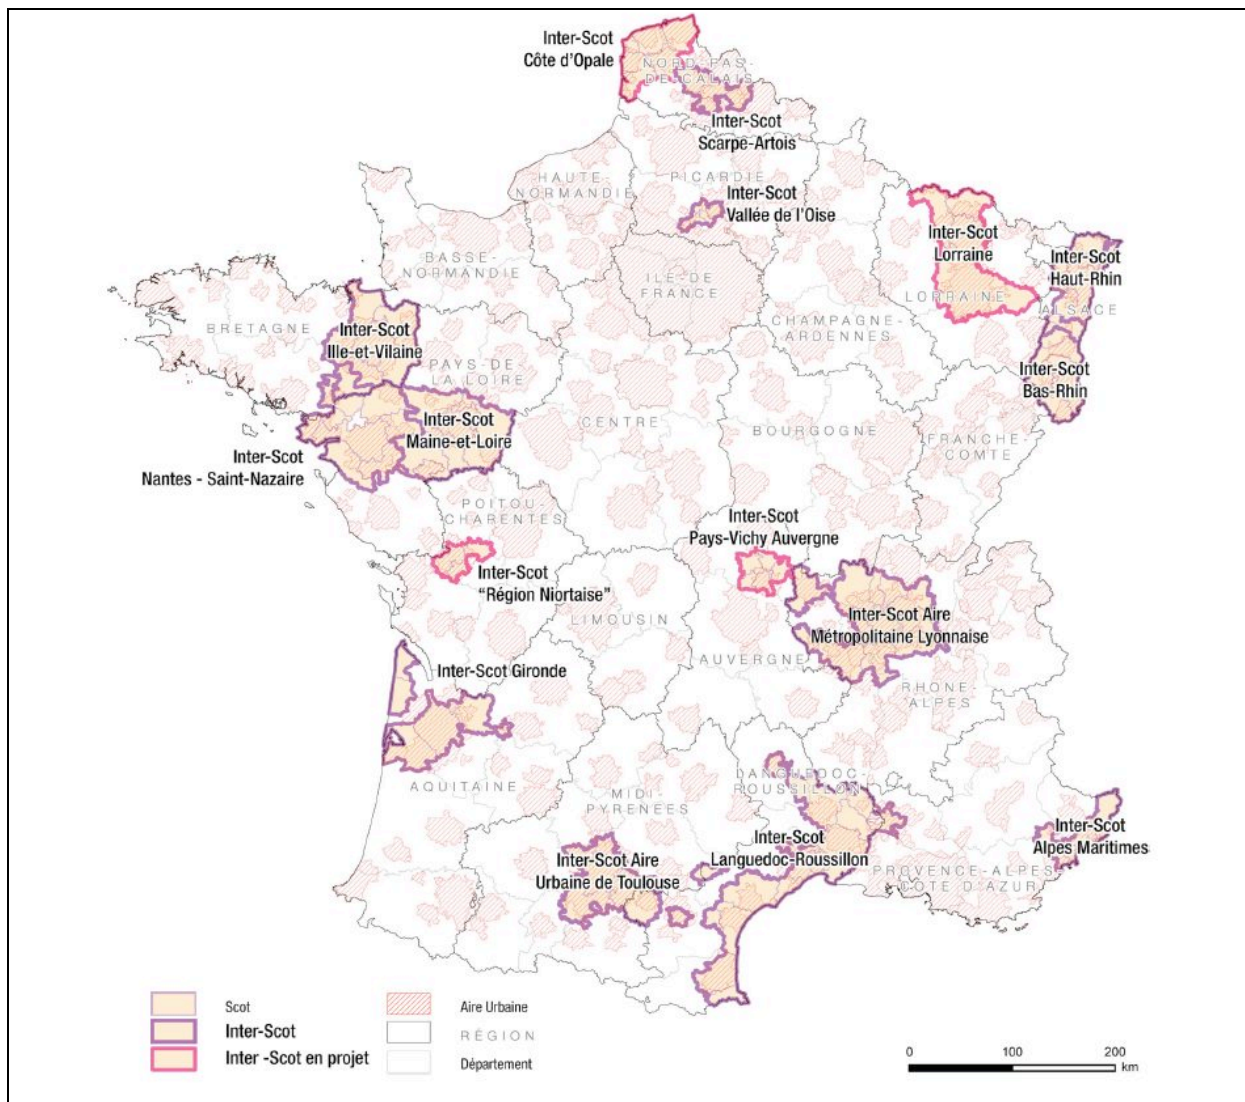 Inter-Scot
Côte d'Opale
NORD-PAS-
DE-CALAIS
Inter-Scot
Scarpe-Artois
HAUTE-
NORMANDIE
PICARDIE
Inter-Scot
Vallée de l'Oise
Inter-Scot
Lorraine
Inter-Scot
Haut-Rhin
BASSE-
NORMANDIE
ILE-DE
FRANCE
LORRAINE
ALSACE
BRETAGNE
Inter-Scot
Ille-et-Vilaine
CHAMPAGNE-
ARDENNES
PAYS-DE-
LA LOIRE
Inter-Scot
Bas-Rhin
Inter-Scot
Maine-et-Loire
CENTRE
BOURGOGNE
FRANCHE-
COMTE
Inter-Scot
Nantes - Saint-Nazaire
POITOU-
CHARENTES
Inter-Scot
Pays-Vichy Auvergne
Inter-Scot
"Région Niortaise"
LIMOUSIN
Inter-Scot Aire
Métropolitaine Lyonnaise
AUVERGNE
Inter-Scot Gironde
RHONE-
ALPES
AQUITAINE
MIDI-
PYRENEES
LANGUEDOC-
ROUSSILLON
Inter-Scot
Languedoc-Roussillon
Inter-Scot
Alpes Maritimes
Inter-Scot Aire
Urbaine de Toulouse
PROVENCE-ALPES
CÔTE D'AZUR
Scot
Inter-Scot
Inter -Scot en projet
Aire Urbaine
RÉGION
Département
0 100 200
km